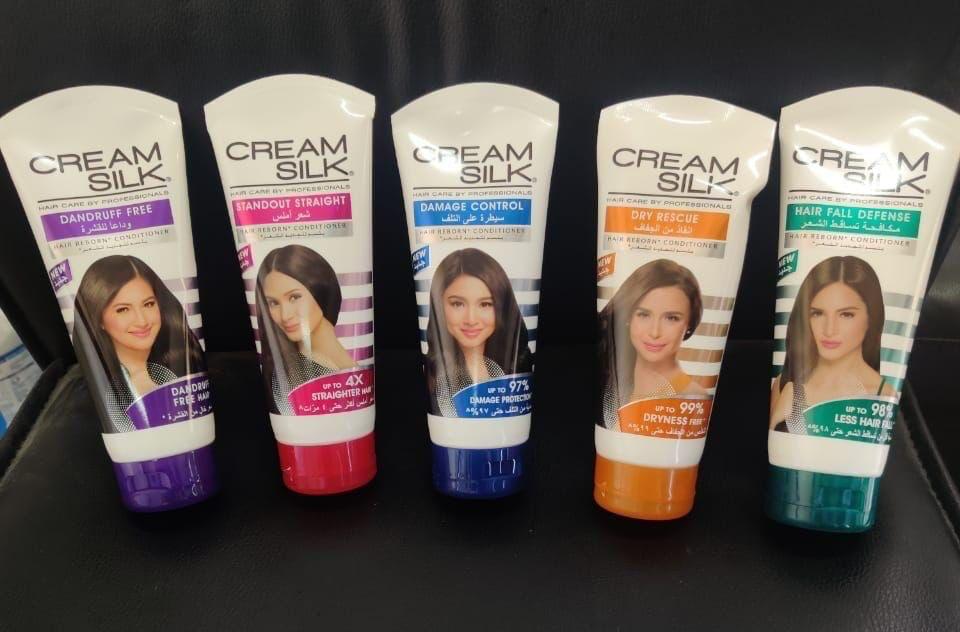 CREAM
SILK®
HAIR CARE BY PROFESSIONALS
DANDRUFF FREE
وداعا للقشرة
HAIR REBORN* CONDITIONER
NEW
جديد
DANDRUFF
FREE HAIR
CREAM
SILK®
HAIR CARE BY PROFESSIONALS
STANDOUT STRAIGHT
شعر أملس
HAIR REBORN* CONDITIONER
NEW
جديد
UP TO 4X
STRAIGHTER HAIR
CREAM
SILK®
HAIR CARE BY PROFESSIONALS
DAMAGE CONTROL
سيطرة على التلف
HAIR REBORN* CONDITIONER
NEW
جديد
UP TO 97%
DAMAGE PROTECTION
CREAM
SILK®
HAIR CARE BY PROFESSIONALS
DRY RESCUE
انقاذ من الجفاف
HAIR REBORN* CONDITIONER
NEW
جديد
UP TO 99%
DRYNESS FREE
CREAM
SILK®
HAIR CARE BY PROFESSIONALS
HAIR FALL DEFENSE
مكافحة تساقط الشعر
HAIR REBORN* CONDITIONER
NEW
جديد
UP TO 98%
LESS HAIR FALL